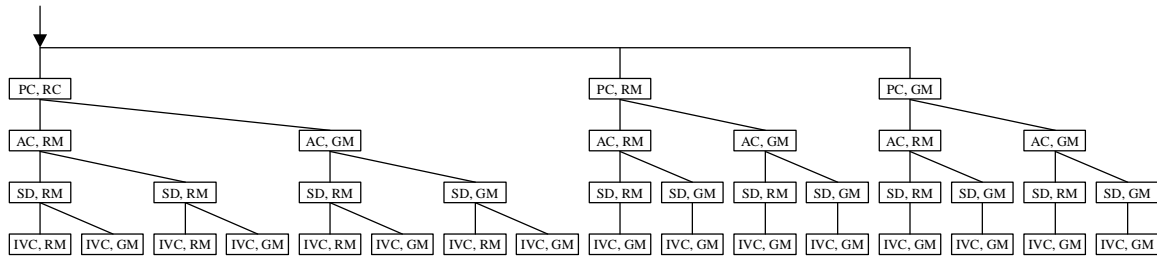 PC, RC PC, RM PC, GM
AC, RM AC, GM AC, RM AC, GM AC, RM AC, GM
SD, RM SD, RM SD, RM SD, GM SD, RM SD, GM SD, RM SD, GM SD, RM SD, GM SD, RM SD, GM
IVC, RM IVC, GM IVC, RM IVC, GM IVC, RM IVC, GM IVC, RM IVC, GM IVC, GM IVC, GM IVC, GM IVC, GM IVC, GM IVC, GM IVC, GM IVC, GM